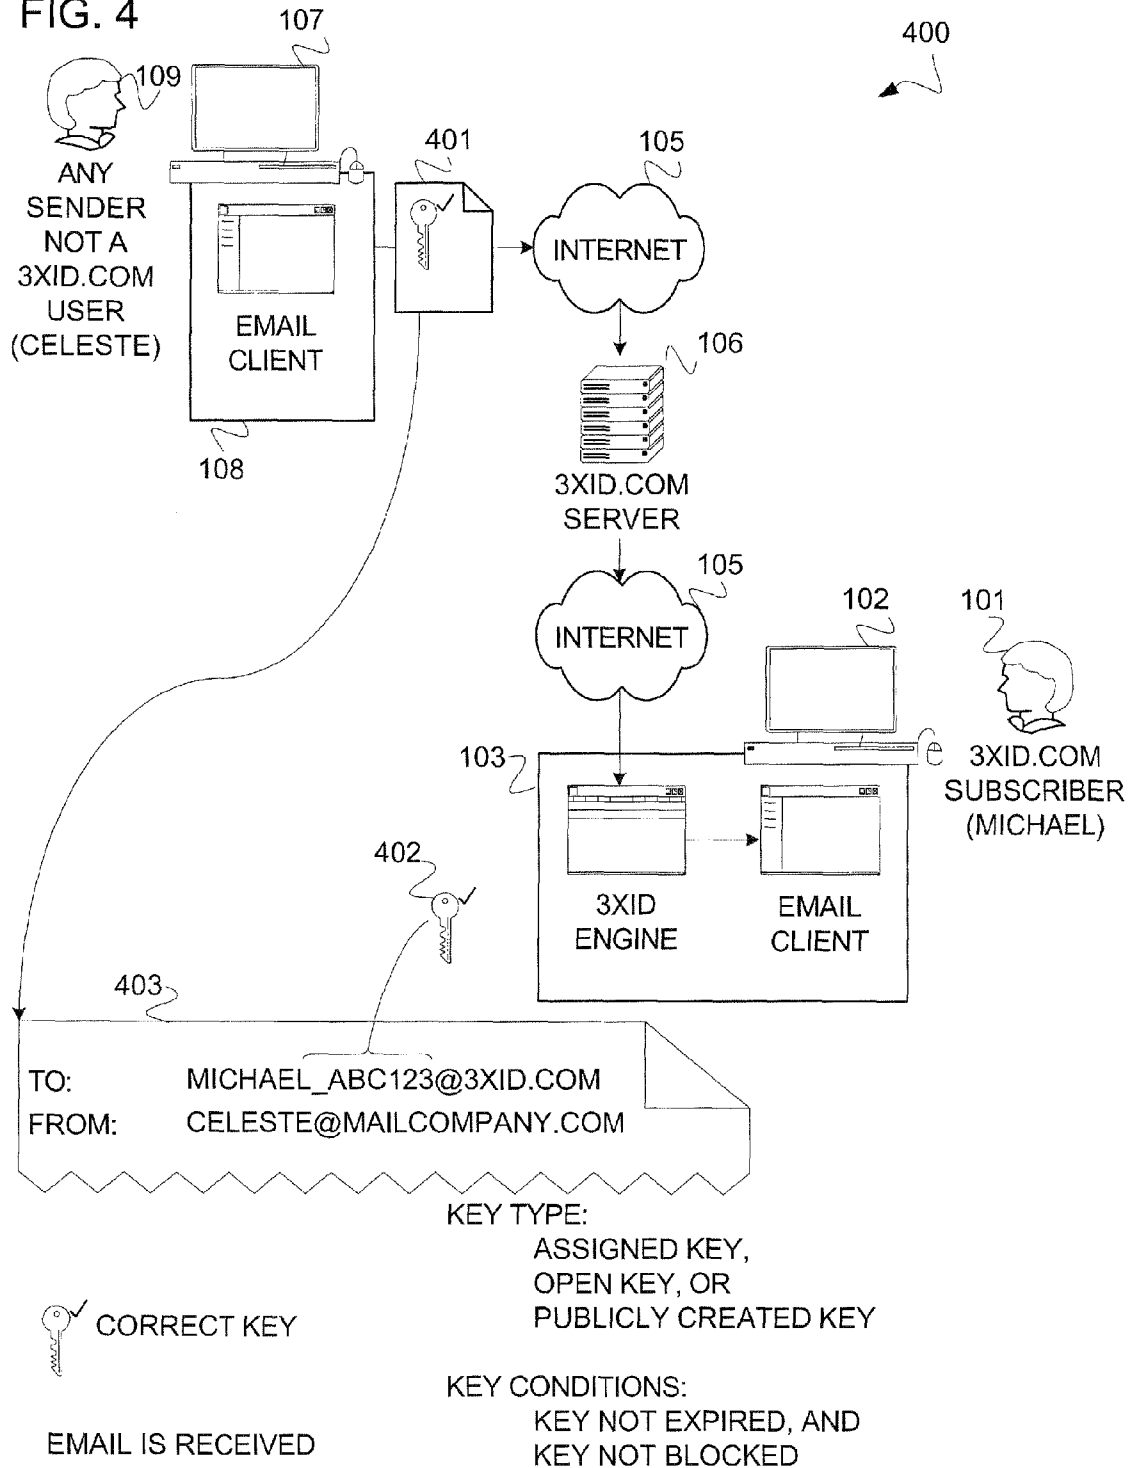 FIG. 4
107
400
109
401
105
ANY
SENDER
NOT A
3XID.COM
USER
(CELESTE)
INTERNET
EMAIL
CLIENT
106
108
3XID.COM
SERVER
105
INTERNET
102
101
103
3XID.COM
SUBSCRIBER
(MICHAEL)
402
3XID
ENGINE
EMAIL
CLIENT
403
TO: MICHAEL_ABC123@3XID.COM
FROM: CELESTE@MAILCOMPANY.COM
KEY TYPE:
ASSIGNED KEY,
OPEN KEY, OR
PUBLICLY CREATED KEY
CORRECT KEY
KEY CONDITIONS:
KEY NOT EXPIRED, AND
KEY NOT BLOCKED
EMAIL IS RECEIVED